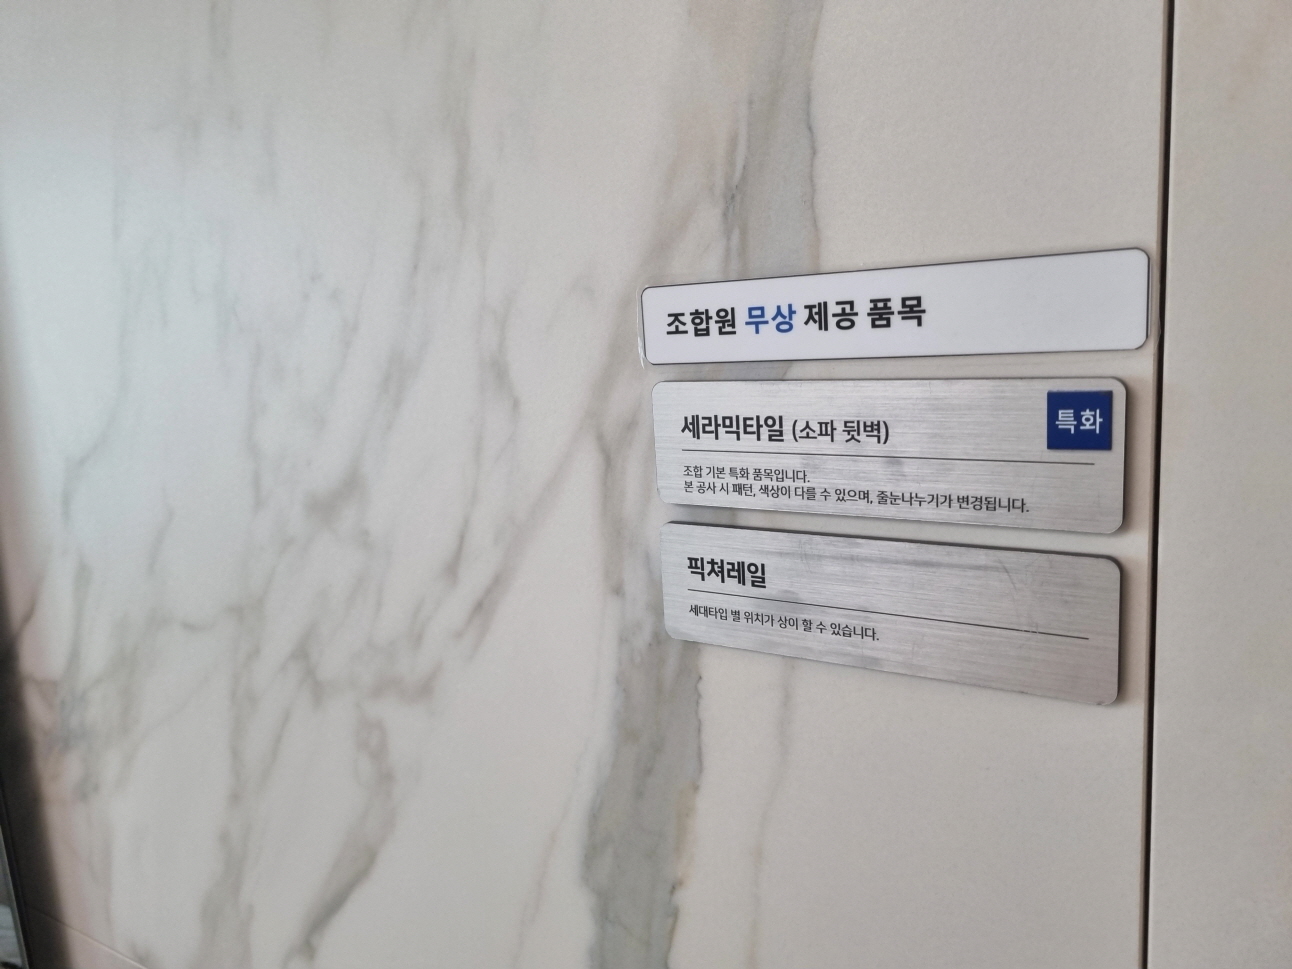 조합원 무상 제공 품목
세라믹타일 (소파 뒷벽)
특화
조합 기본 특화 품목입니다.
본 공사 시 패턴, 색상이 다를 수 있으며, 줄눈나누기가 변경됩니다.
픽쳐레일
세대타입 별 위치가 상이 할 수 있습니다.